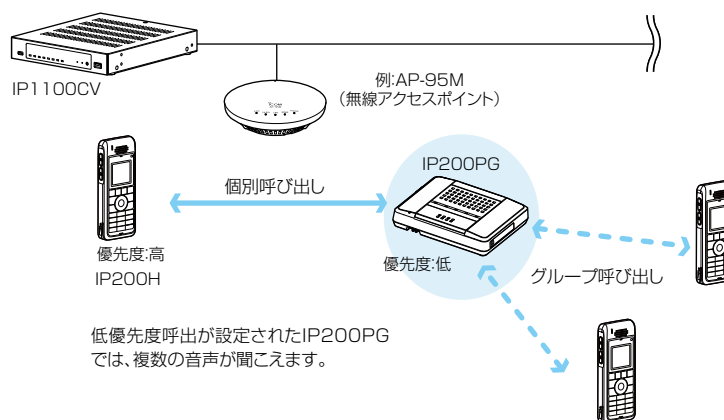 IP1100CV
例:AP-95M
（無線アクセスポイント）
IP200PG
個別呼び出し
優先度:高
IP200H
優先度:低
グループ呼び出し
低優先度呼出が設定されたIP200PG
では、複数の音声が聞こえます。